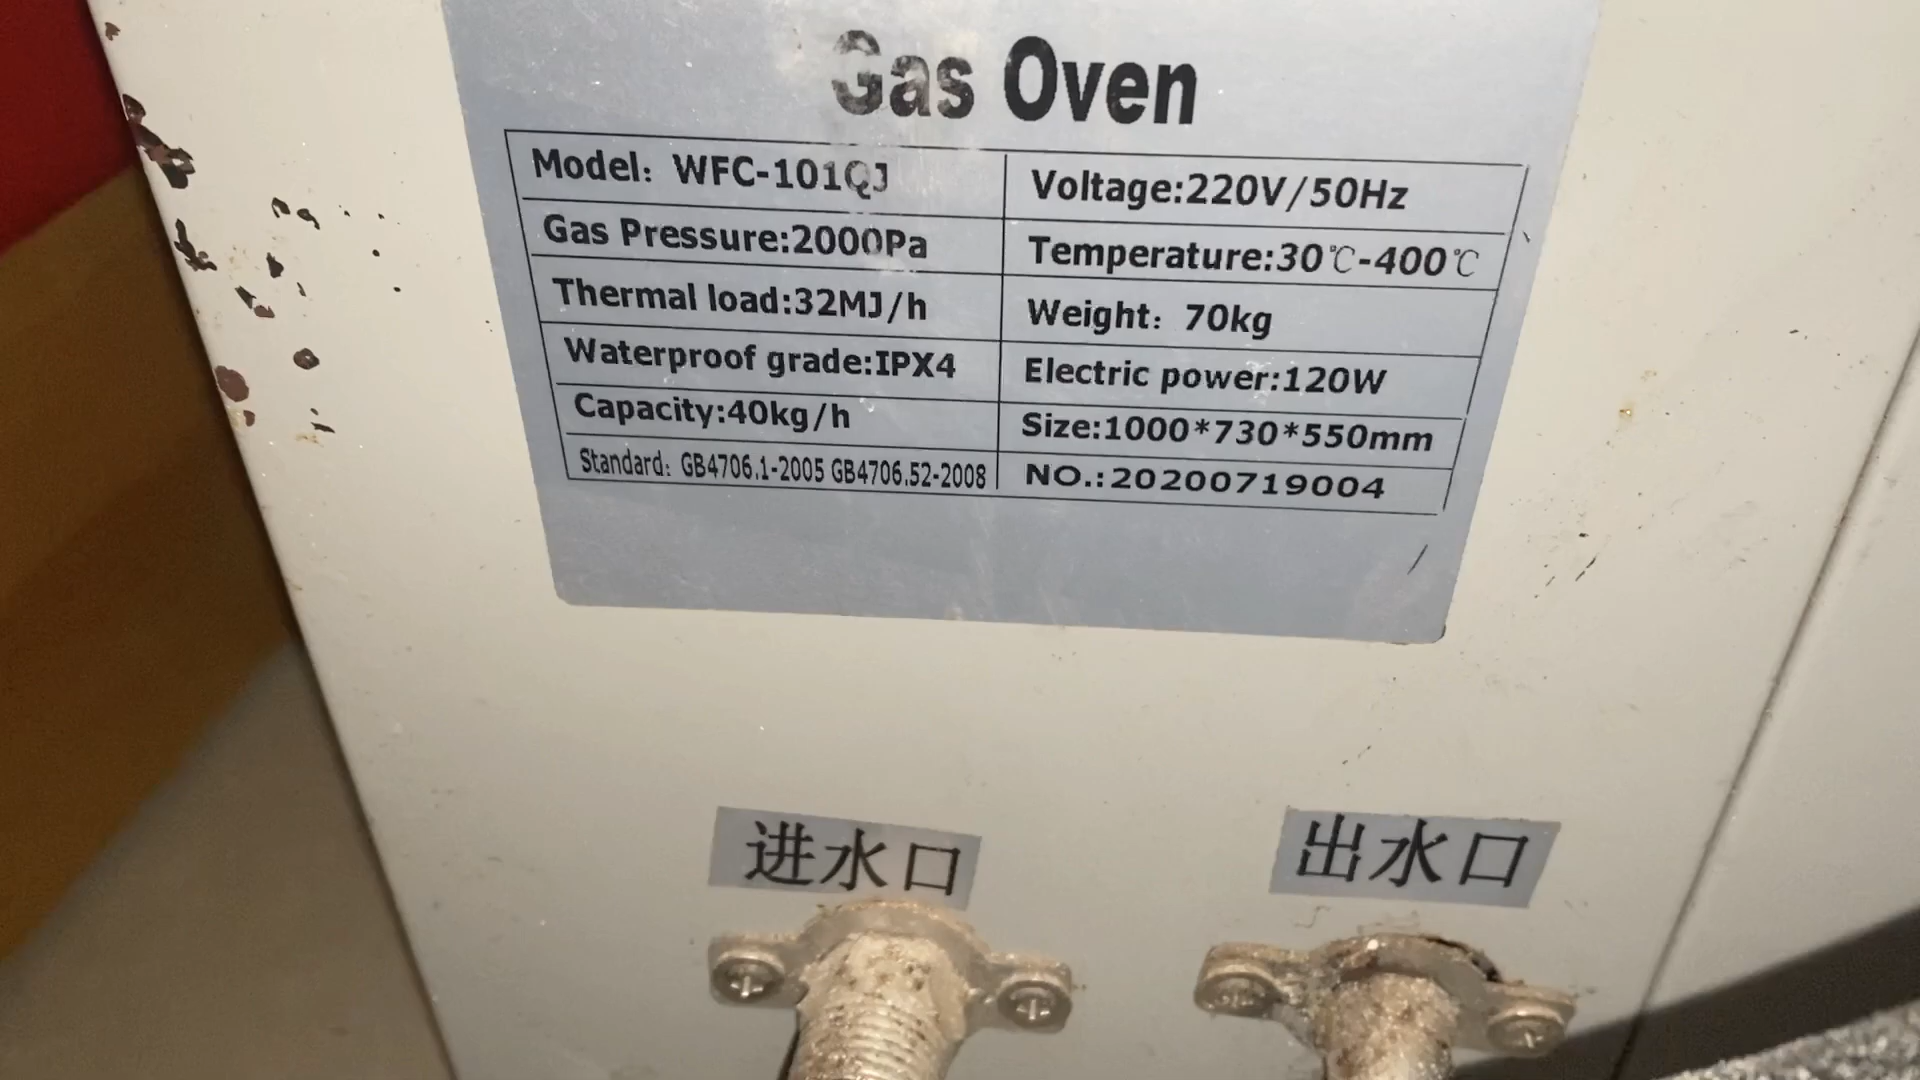 Gas Oven
Model: WFC-101QJ
Voltage:220V/50Hz
Gas Pressure:2000Pa
Temperature:30℃-400℃
Thermal load:32MJ/h
Weight: 70kg
Waterproof grade:IPX4
Electric power:120W
Capacity:40kg/h
Size:1000*730*550mm
Standard: GB4706.1-2005 GB4706.52-2008
NO.:20200719004
进水口
出水口